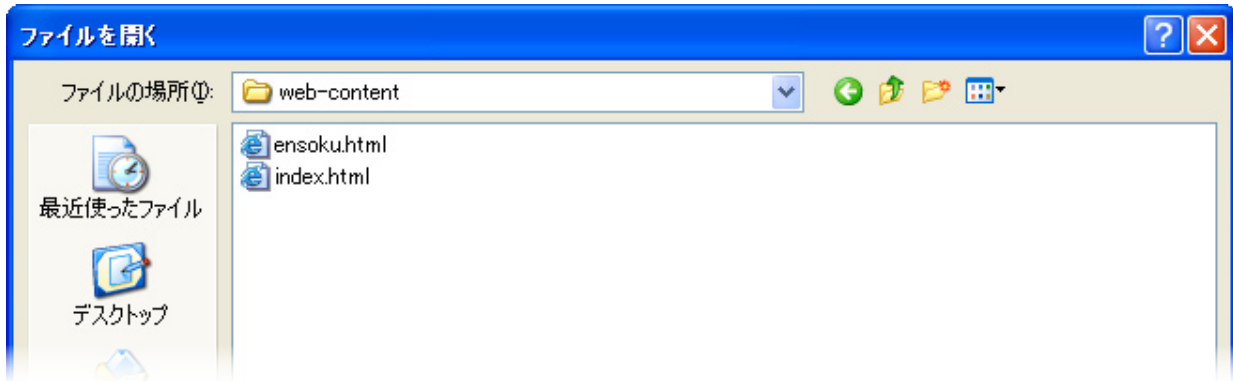 ファイルを開く
ファイルの場所(I):
web-content
ensoku.html
index.html
最近使ったファイル
デスクトップ